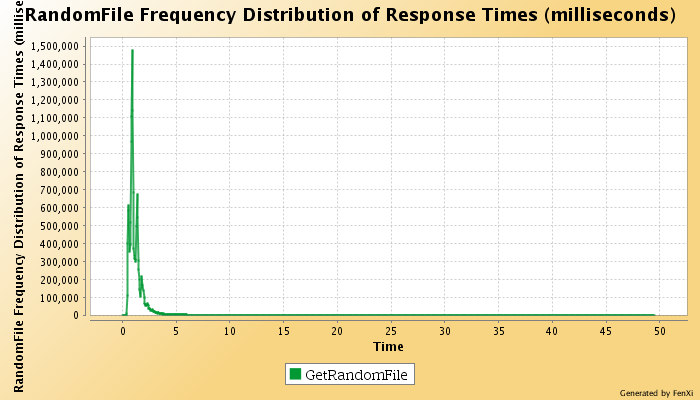 RandomFile Frequency Distribution of Response Times (milliseconds)
RandomFile Frequency Distribution of Response Times (millise
1,500,000
1,400,000
1,300,000
1,200,000
1,100,000
1,000,000
900,000
800,000
700,000
600,000
500,000
400,000
300,000
200,000
100,000
0
0 5 10 15 20 25 30 35 40 45 50
Time
GetRandomFile
Generated by FenXi